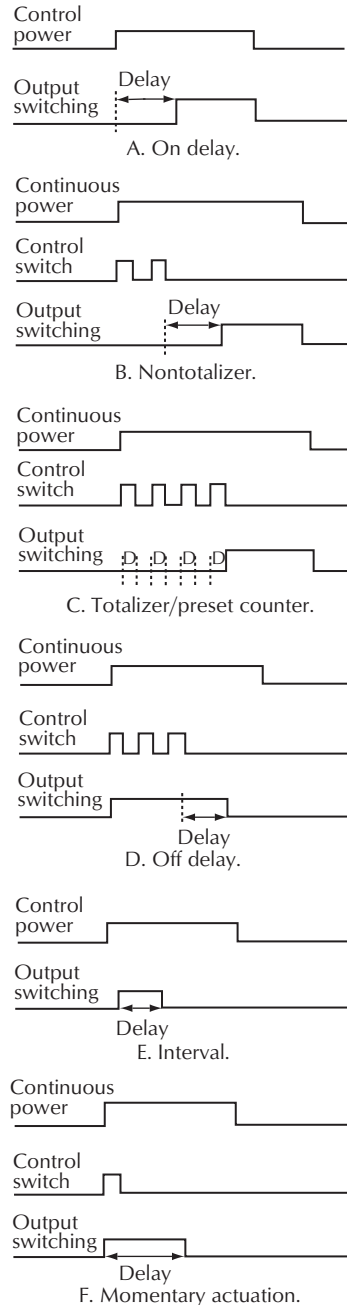 Control
power
Output
switching
Delay
A. On delay.
Continuous
power
Control
switch
Output
switching
Delay
B. Nontotalizer.
Continuous
power
Control
switch
Output
switching
D D D D
C. Totalizer/preset counter.
Continuous
power
Control
switch
Output
switching
Delay
D. Off delay.
Control
power
Output
switching
Delay
E. Interval.
Continuous
power
Control
switch
Output
switching
Delay
F. Momentary actuation.